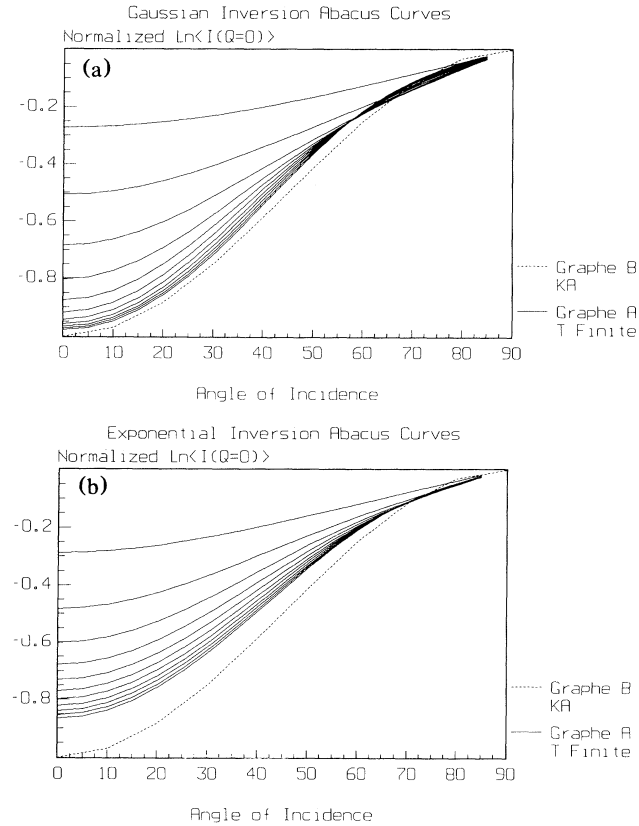 Gaussian Inversion Abacus Curves
Normalized Ln<I(Q=0)>
(a)
-0.2
-0.4
-0.6
-0.8
0 10 20 30 40 50 60 70 80 90
Angle of Incidence
Graphe B
KA
Graphe A
T Finite
Exponential Inversion Abacus Curves
Normalized Ln<I(Q=0)>
(b)
-0.2
-0.4
-0.6
-0.8
0 10 20 30 40 50 60 70 80 90
Angle of Incidence
Graphe B
KA
Graphe A
T Finite